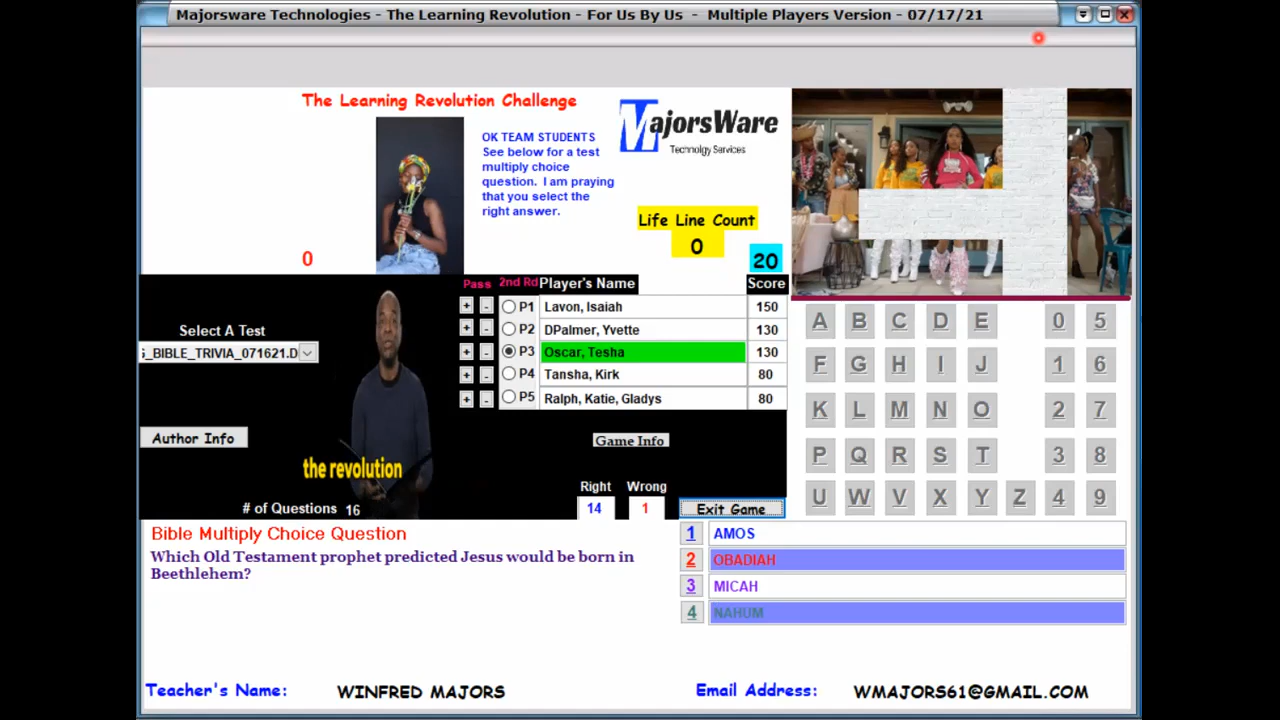 Majorsware Technologies - The Learning Revolution - For Us By Us - Multiple Players Version - 07/17/21
The Learning Revolution Challenge
OK TEAM STUDENTS
See below for a test
multiply choice
question. I am praying
that you select the
right answer.
MajorsWare
Technolgy Services
Life Line Count
0
0
20
Pass 2nd Rd Player's Name Score
+ - P1 Lavon, Isaiah 150
+ - P2 DPalmer, Yvette 130
+ - P3 Oscar, Tesha 130
+ - P4 Tansha, Kirk 80
+ - P5 Ralph, Katie, Gladys 80
Select A Test
_BIBLE_TRIVIA_071621.D
Author Info
the revolution
# of Questions 16
Game Info
Right Wrong
14 1
Exit Game
A B C D E 0 5
F G H I J 1 6
K L M N O 2 7
P Q R S T 3 8
U W V X Y Z 4 9
Bible Multiply Choice Question
Which Old Testament prophet predicted Jesus would be born in
Beethlehem?
1 AMOS
2 OBADIAH
3 MICAH
4 NAHUM
Teacher's Name: WINFRED MAJORS
Email Address: WMAJORS61@GMAIL.COM